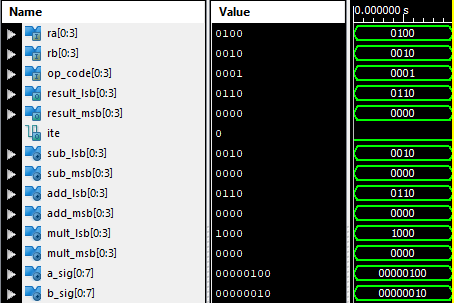 Name Value 0.000000 s
ra[0:3] 0100 0100
rb[0:3] 0010 0010
op_code[0:3] 0001 0001
result_lsb[0:3] 0110 0110
result_msb[0:3] 0000 0000
ite 0
sub_lsb[0:3] 0010 0010
sub_msb[0:3] 0000 0000
add_lsb[0:3] 0110 0110
add_msb[0:3] 0000 0000
mult_lsb[0:3] 1000 1000
mult_msb[0:3] 0000 0000
a_sig[0:7] 00000100 00000100
b_sig[0:7] 00000010 00000010